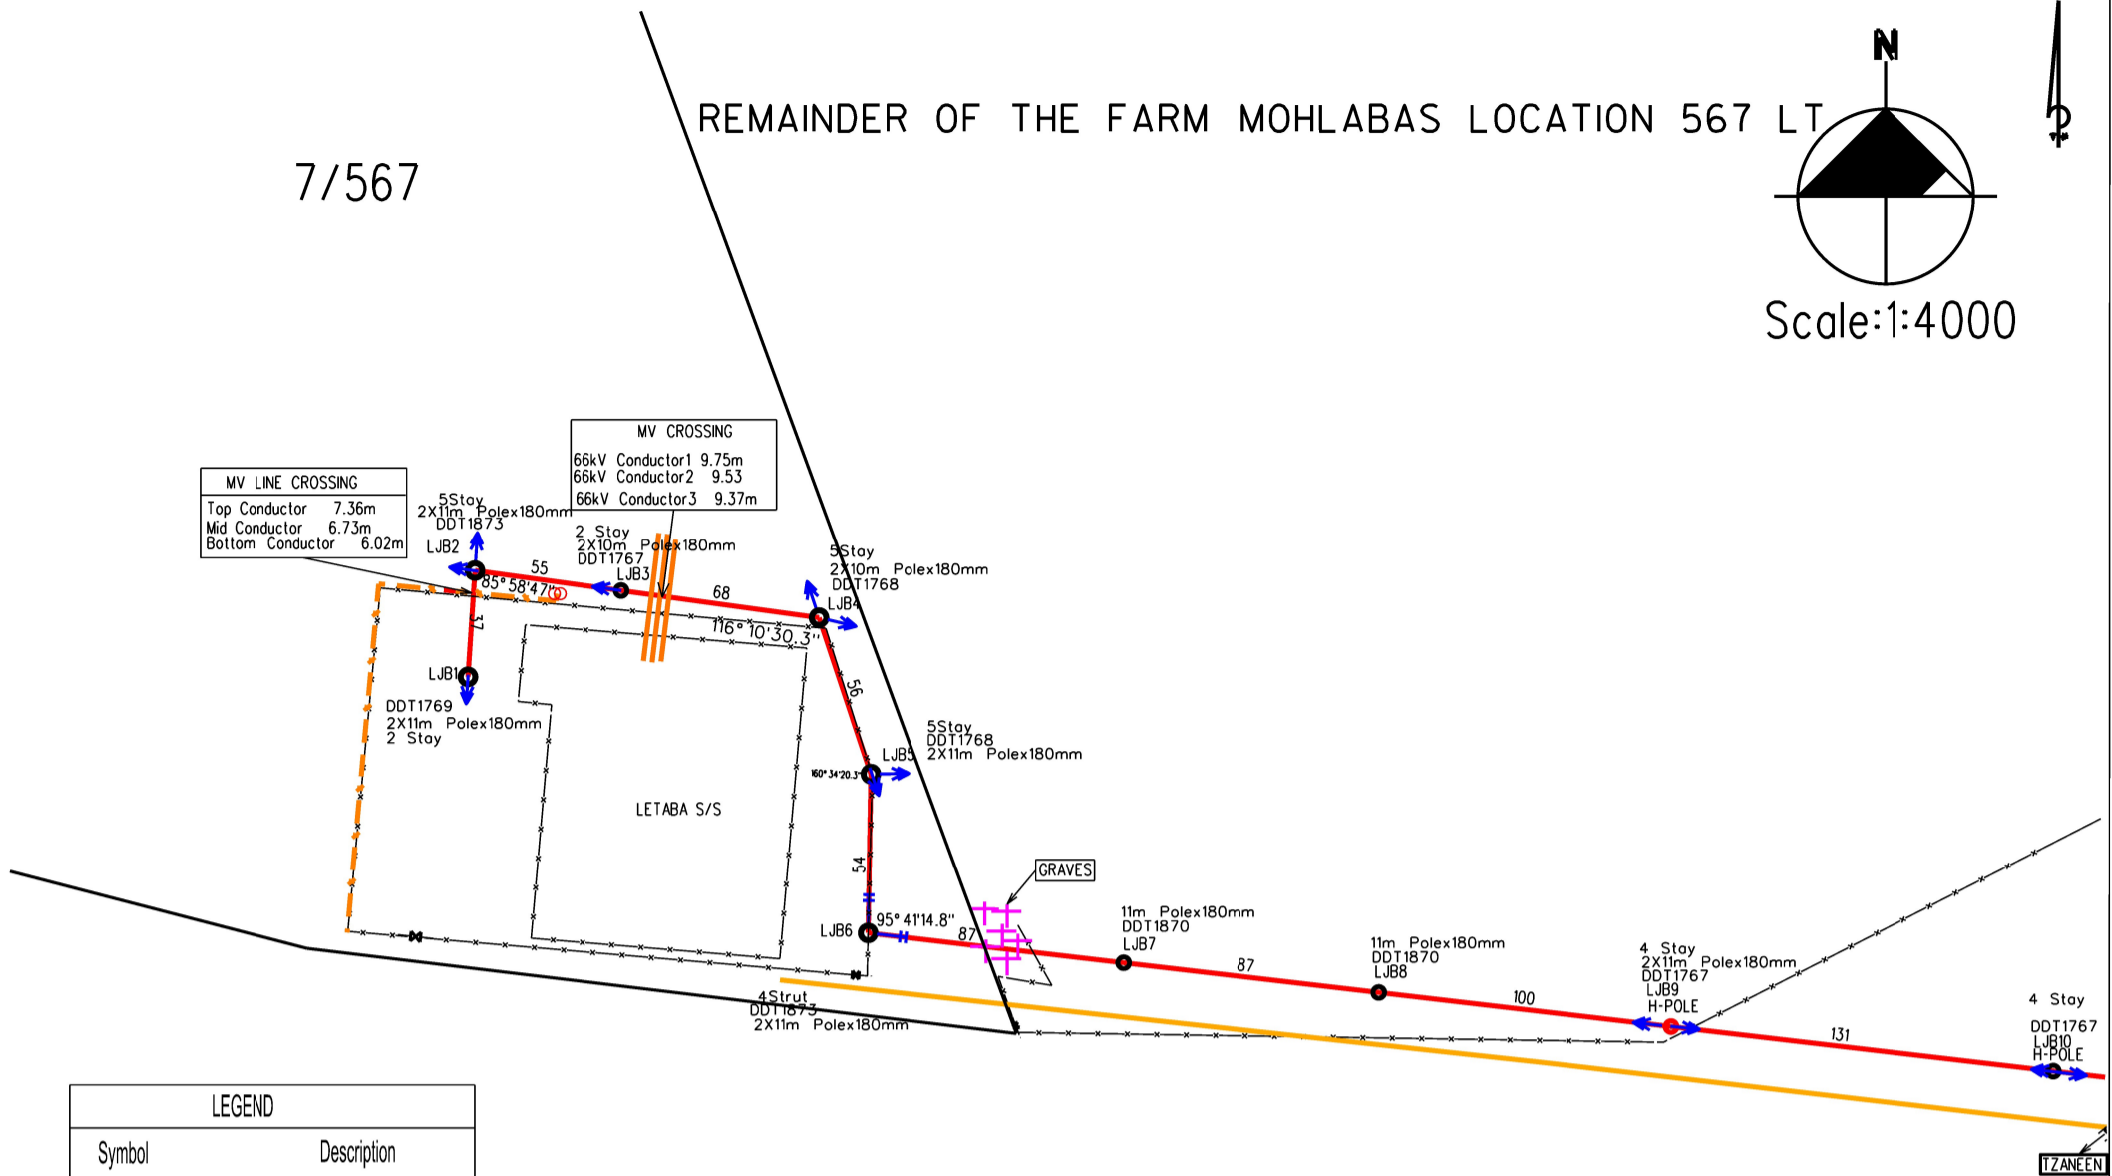 N
REMAINDER OF THE FARM MOHLABAS LOCATION 567 LT
7/567
Scale:1:4000
MV CROSSING
66kV Conductor1 9.75m
66kV Conductor2 9.53
66kV Conductor3 9.37m
MV LINE CROSSING
Top Conductor 7.36m
Mid Conductor 6.73m
Bottom Conductor 6.02m
5Stay
2X11m Polex180mm
DDT1873
LJB2
2 Stay
2X10m Polex180mm
DDT1767
LJB3
5Stay
2X10m Polex180mm
DDT1768
LJB4
55
85°58'47"
68
116°10'30.3"
37
LJB1
DDT1769
2X11m Polex180mm
2 Stay
56
5Stay
DDT1768
2X11m Polex180mm
LJB5
160°34'20.3"
LETABA S/S
54
GRAVES
LJB6
95°41'14.8"
87
11m Polex180mm
DDT1870
LJB7
87
11m Polex180mm
DDT1870
LJB8
100
4 Stay
2X11m Polex180mm
DDT1767
LJB9
H-POLE
131
4 Stay
DDT1767
LJB10
H-POLE
4Strut
DDT1873
2X11m Polex180mm
TZANEEN
LEGEND
Symbol Description